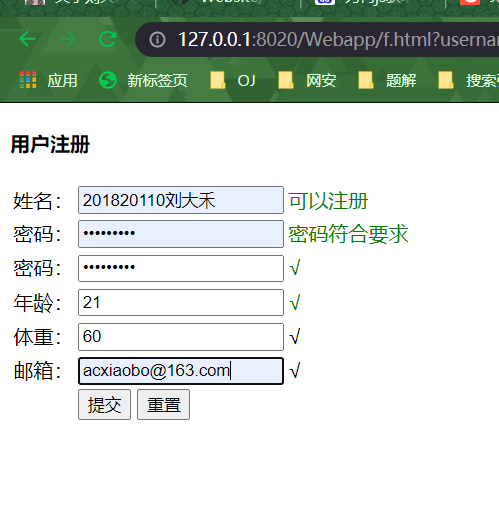 127.0.0.1:8020/Webapp/f.html?userna
应用 新标签页 OJ 网安 题解 搜索
用户注册
姓名： 201820110刘大禾 可以注册
密码： ••••••••• 密码符合要求
密码： ••••••••• √
年龄： 21 √
体重： 60 √
邮箱： acxiaobo@163.com √
提交 重置